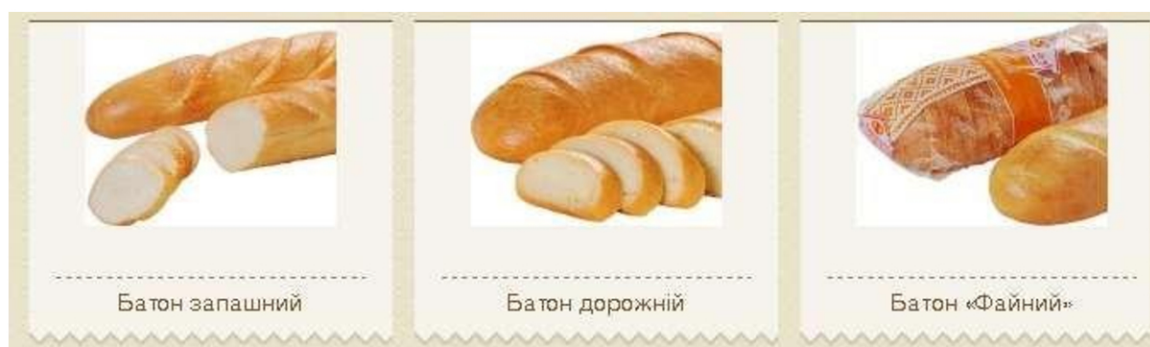 Батон запашний
Батон дорожній
Батон «Файний»